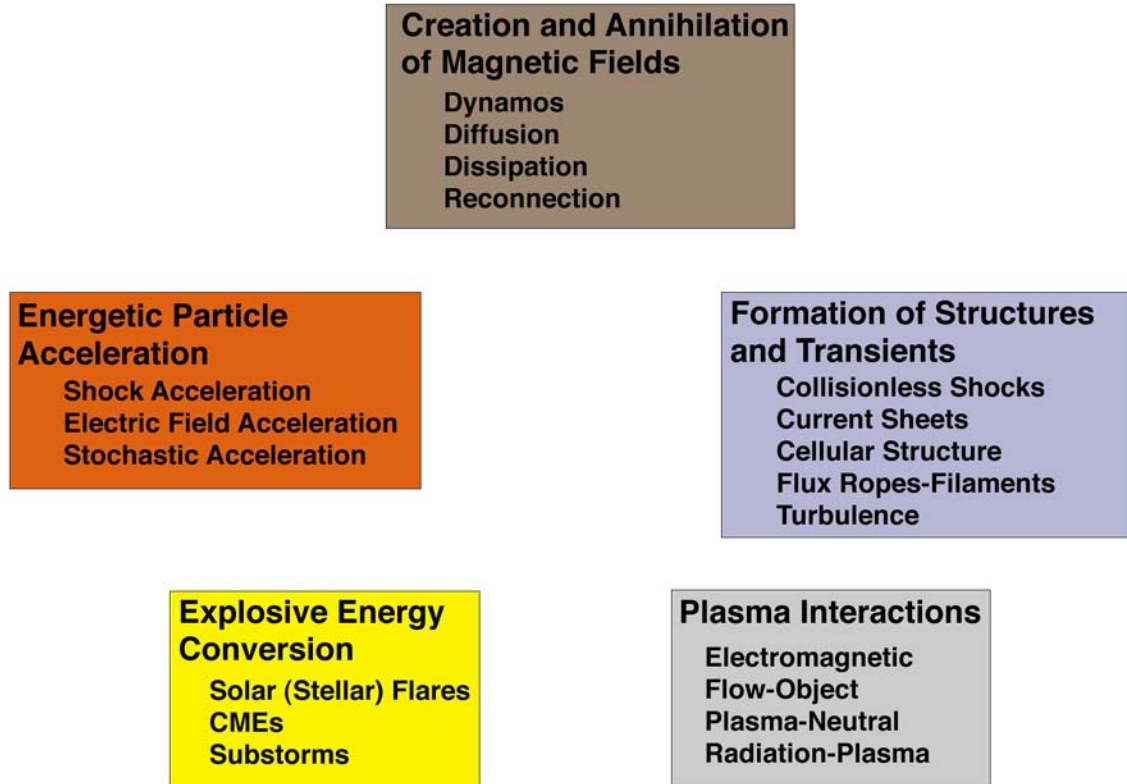 Creation and Annihilation
of Magnetic Fields
Dynamos
Diffusion
Dissipation
Reconnection
Energetic Particle
Acceleration
Shock Acceleration
Electric Field Acceleration
Stochastic Acceleration
Formation of Structures
and Transients
Collisionless Shocks
Current Sheets
Cellular Structure
Flux Ropes-Filaments
Turbulence
Explosive Energy
Conversion
Solar (Stellar) Flares
CMEs
Substorms
Plasma Interactions
Electromagnetic
Flow-Object
Plasma-Neutral
Radiation-Plasma